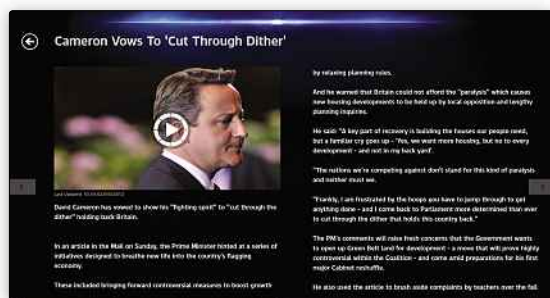 Cameron Vows To 'Cut Through Dither'
David Cameron has vowed to show his "fighting spirit" to "cut through the
dither" holding back Britain.
In an article in the Mail on Sunday, the Prime Minister hinted at a series of
initiatives designed to breathe new life into the country's flagging
economy.
These included bringing forward controversial measures to boost growth
by relaxing planning rules.
And he warned that Britain could not afford the "paralysis" which causes
new housing developments to be held up by local opposition and lengthy
planning inquiries.
He said: "A key part of recovery is building the houses our people need,
but a familiar cry goes up - 'Yes, we want more housing, but no to every
development - and not in my back yard'.
"The nations we're competing against don't stand for this kind of paralysis
and neither must we.
"Frankly, I am frustrated by the hoops you have to jump through to get
anything done - and I come back to Parliament more determined than ever
to cut through the dither that holds this country back."
The PM's comments will raise fresh concerns that the Government wants
to open up Green Belt land for development - a move that will prove highly
controversial within the Coalition - and come amid preparations for his first
major Cabinet reshuffle.
He also used the article to brush aside complaints by teachers over the fall